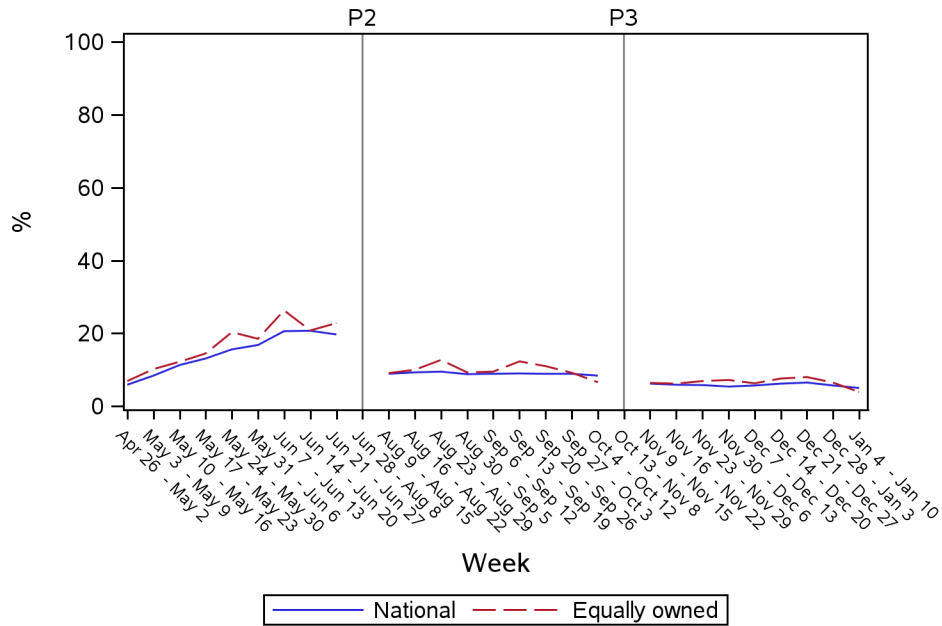 P2 P3
100
80
60
40
20
0
%
Apr 26 - May 2
May 3 - May 9
May 10 - May 16
May 17 - May 23
May 24 - May 30
May 31 - Jun 6
Jun 7 - Jun 13
Jun 14 - Jun 20
Jun 21 - Jun 27
Jun 28 - Aug 8
Aug 9 - Aug 15
Aug 16 - Aug 22
Aug 23 - Aug 29
Aug 30 - Sep 5
Sep 6 - Sep 12
Sep 13 - Sep 19
Sep 20 - Sep 26
Sep 27 - Oct 3
Oct 4 - Oct 12
Oct 13 - Nov 8
Nov 9 - Nov 15
Nov 16 - Nov 22
Nov 23 - Nov 29
Nov 30 - Dec 6
Dec 7 - Dec 13
Dec 14 - Dec 20
Dec 21 - Dec 27
Dec 28 - Jan 3
Jan 4 - Jan 10
Week
National Equally owned